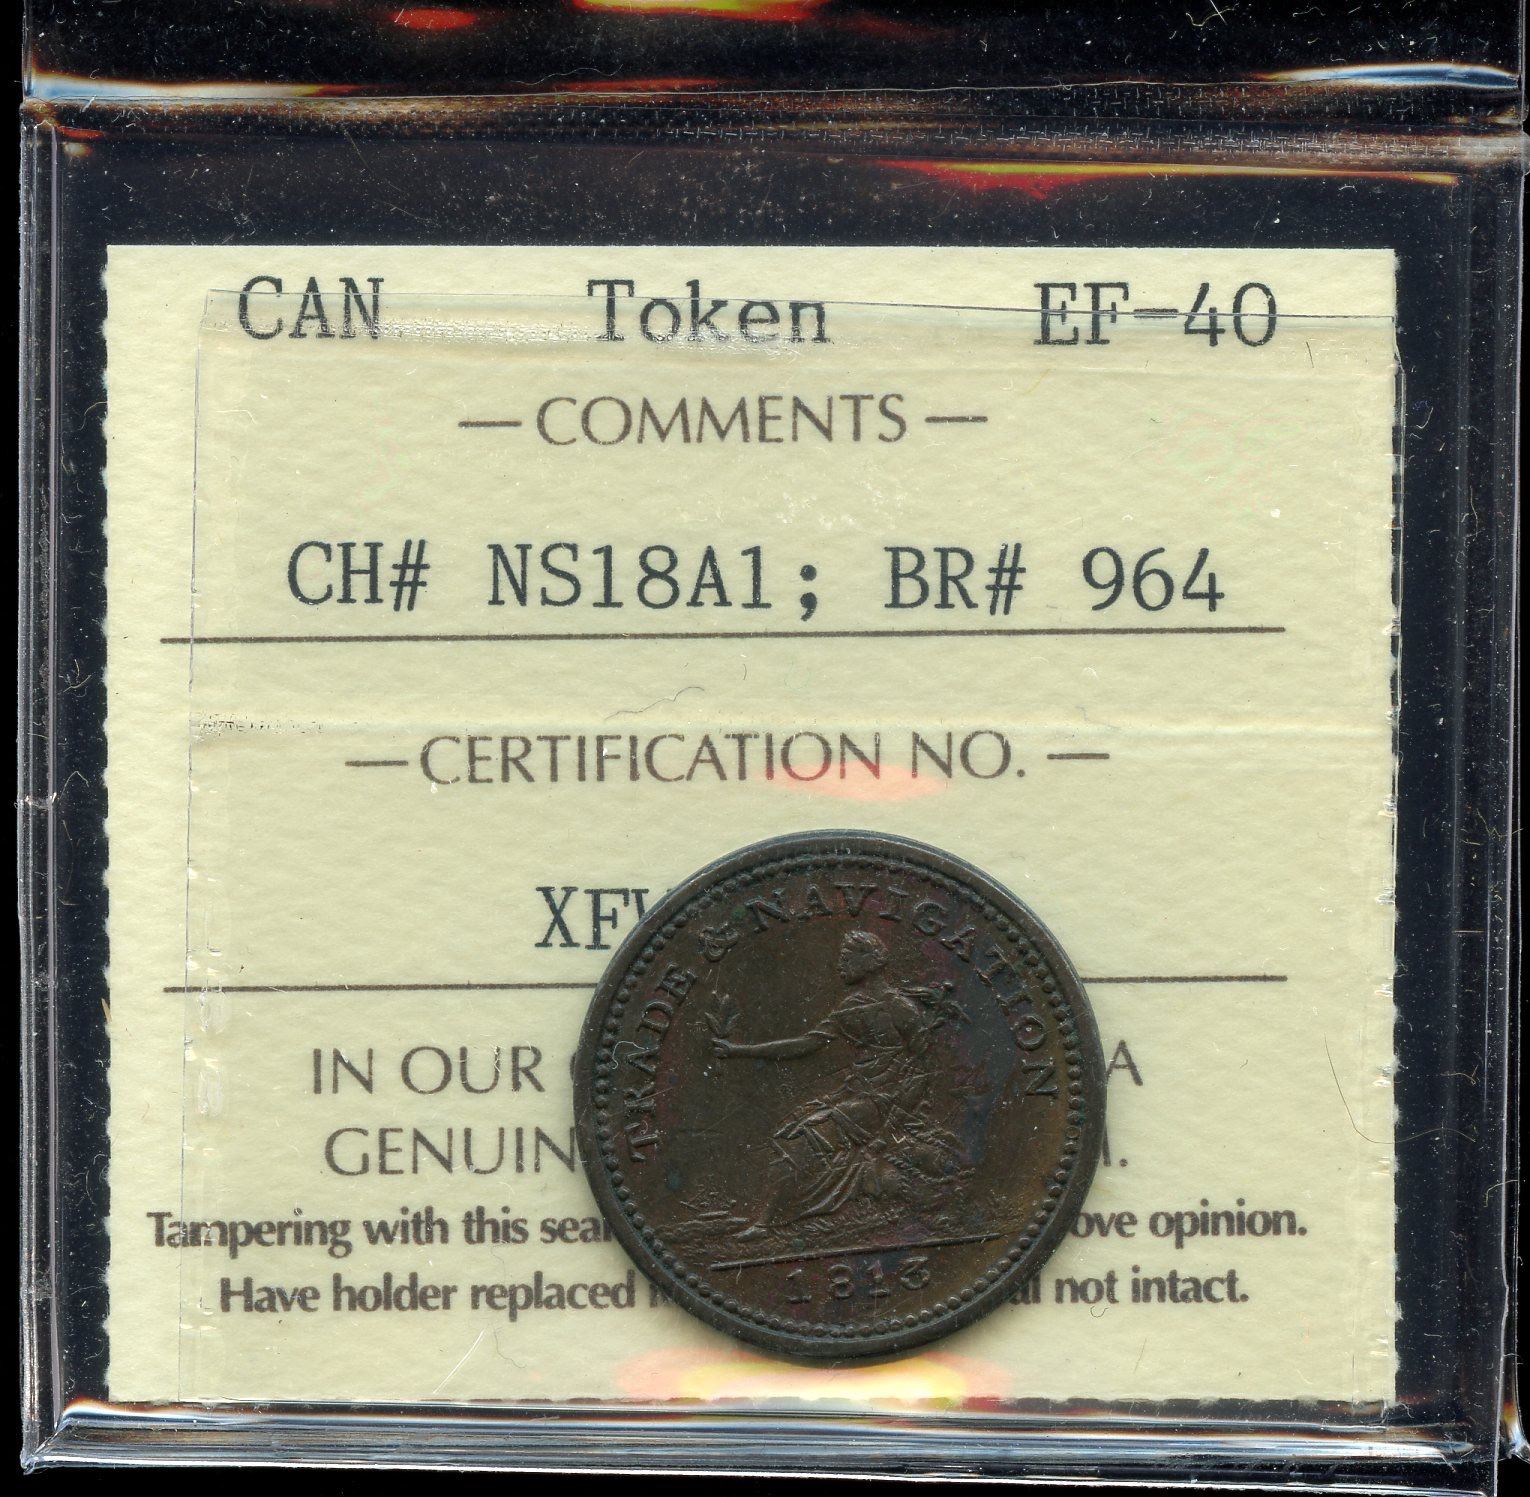 CAN Token EF-40
— COMMENTS —
CH# NS18A1; BR# 964
— CERTIFICATION NO. —
XF
TRADE & NAVIGATION
IN OUR A
GENUIN .
Tampering with this sea ove opinion.
Have holder replaced not intact.
1813